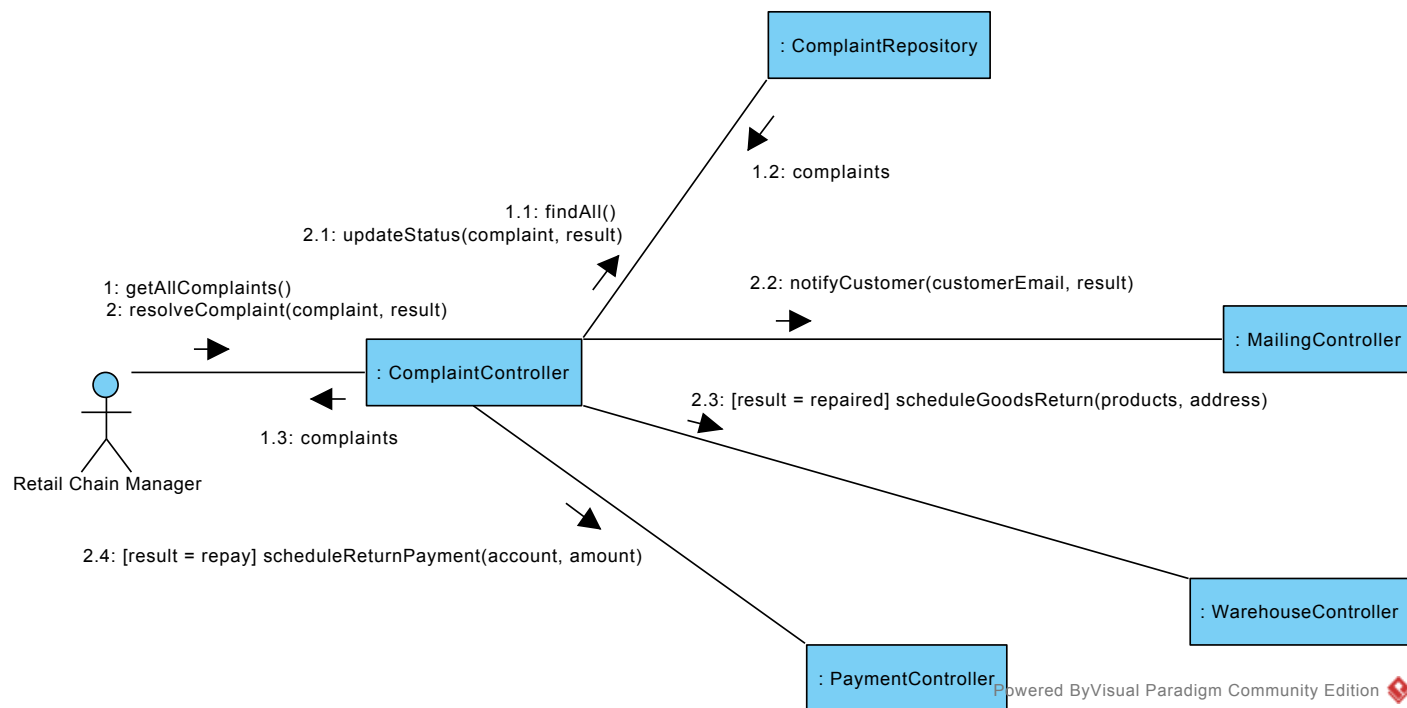 : ComplaintRepository
1.2: complaints
1.1: findAll()
2.1: updateStatus(complaint, result)
1: getAllComplaints()
2: resolveComplaint(complaint, result)
2.2: notifyCustomer(customerEmail, result)
: MailingController
: ComplaintController
2.3: [result = repaired] scheduleGoodsReturn(products, address)
1.3: complaints
Retail Chain Manager
2.4: [result = repay] scheduleReturnPayment(account, amount)
: WarehouseController
: PaymentController
Powered ByVisual Paradigm Community Edition